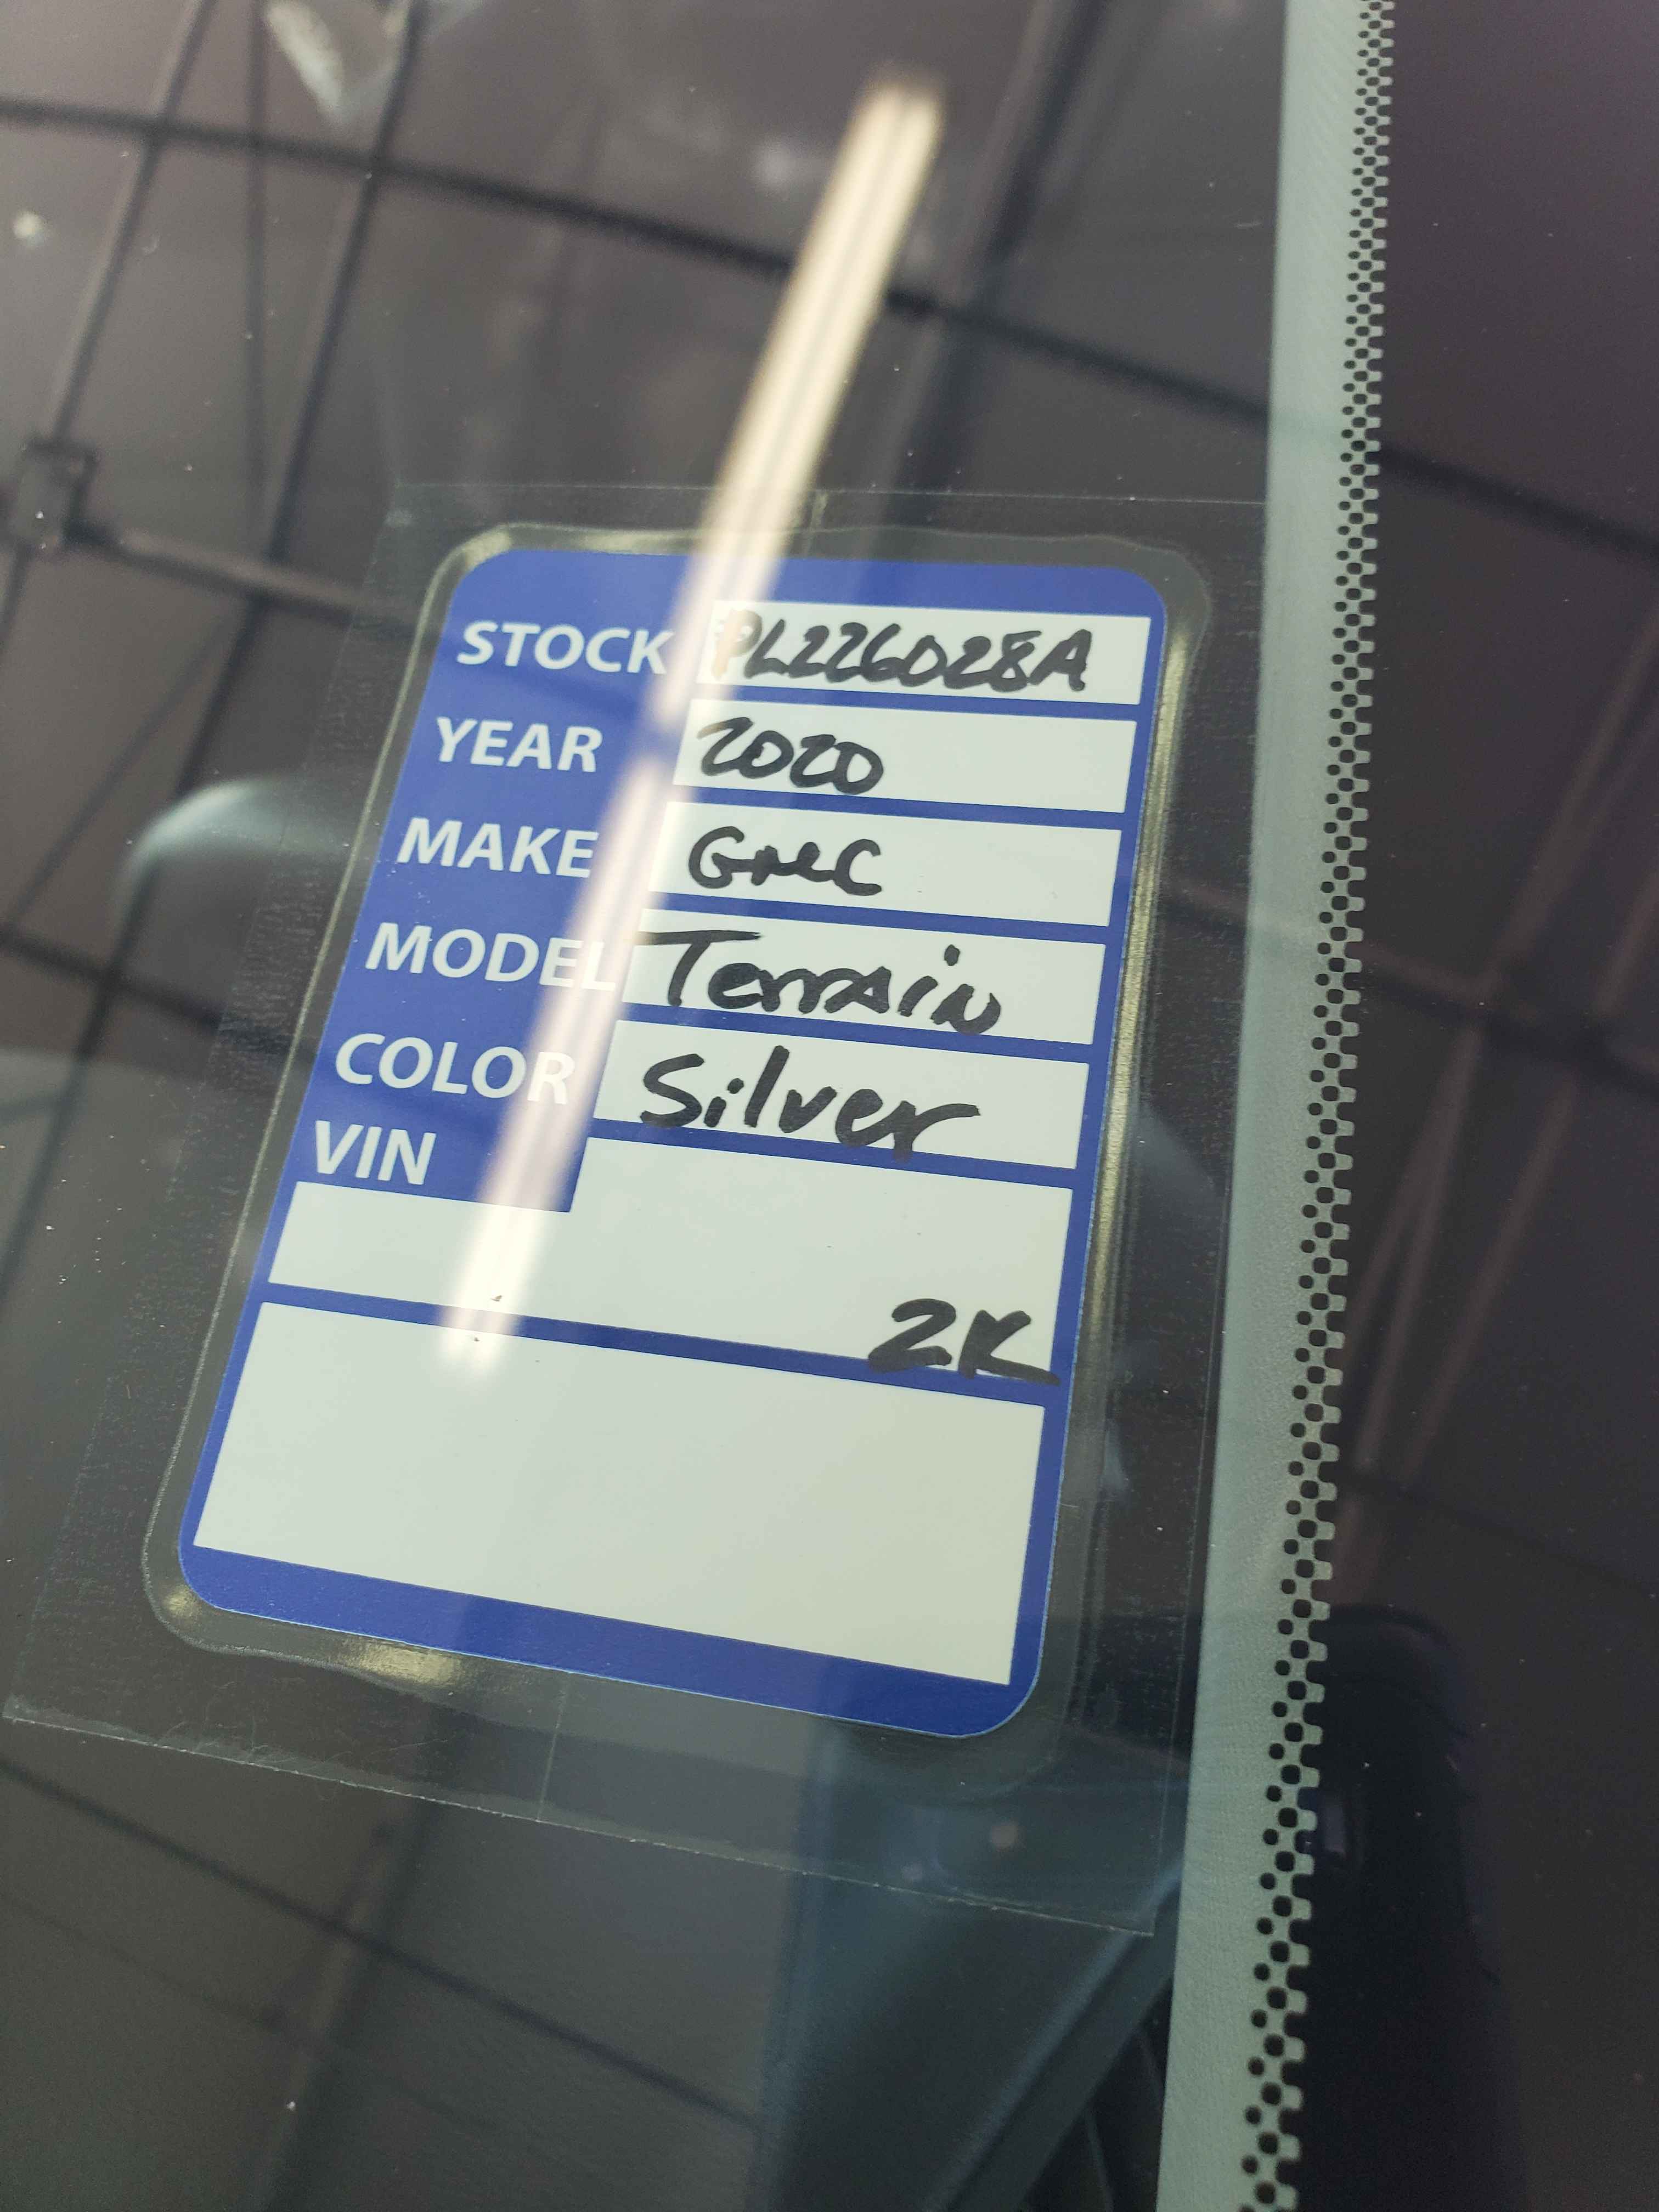 STOCK PL226028A
YEAR 2020
MAKE GMC
MODEL Terrain
COLOR Silver
VIN
2K